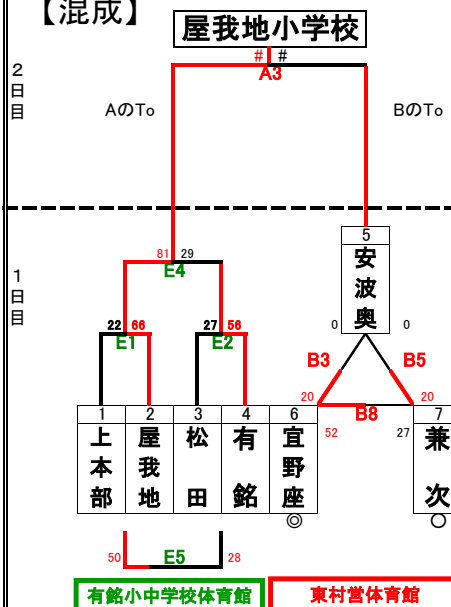 【混成】
屋我地小学校
# #
A3
2日目
AのTo
BのTo
5
安波奥
1日目
81 29
E4
22 66
E1
27 56
E2
0 0
B3 B5
20 20
B8
52 27
1 2 3 4 6 7
上本部
屋我地
松田
有銘
宜野座
兼次
◎
○
50 E5 28
有銘小中学校体育館
東村営体育館